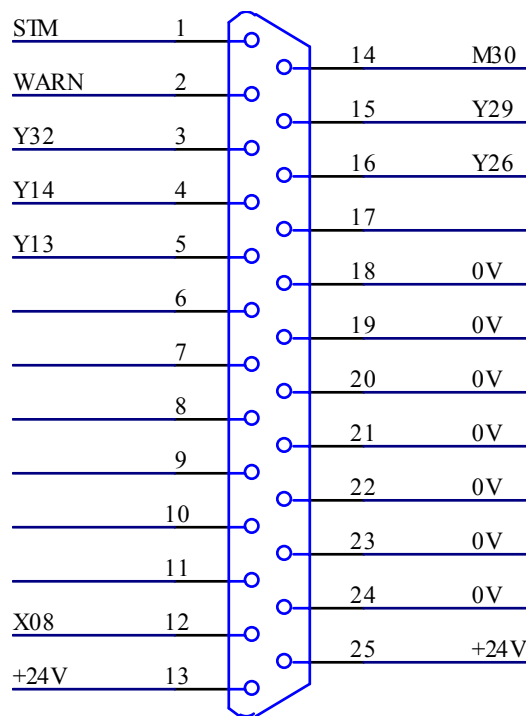 STM 1
14 M30
WARN 2
15 Y29
Y32 3
16 Y26
Y14 4
17
Y13 5
18 0V
6
19 0V
7
20 0V
8
21 0V
9
22 0V
10
23 0V
11
24 0V
X08 12
25 +24V
+24V 13